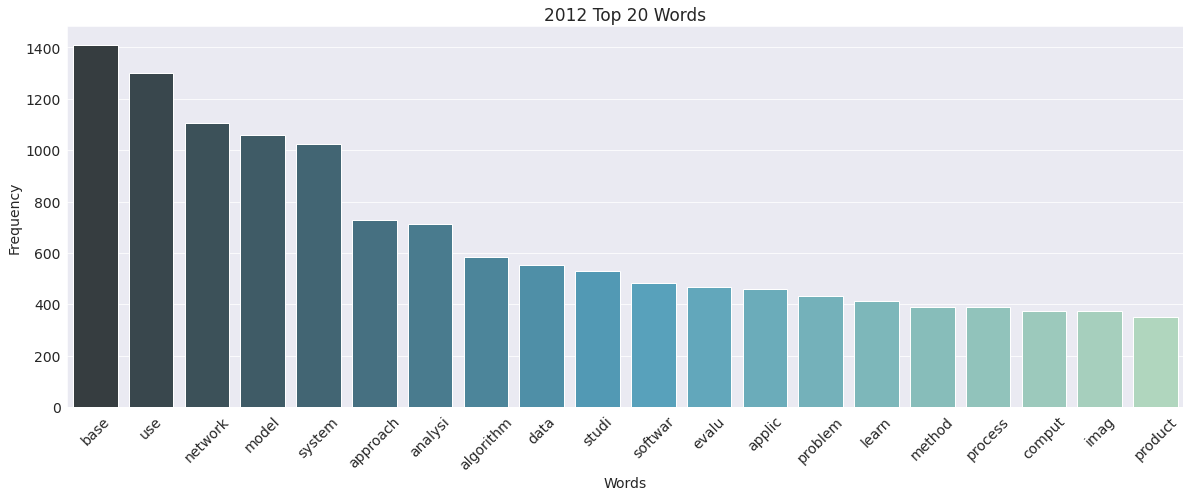 2012 Top 20 Words
Frequency
1400
1200
1000
800
600
400
200
0
base
use
network
model
system
approach
analysi
algorithm
data
studi
softwar
evalu
applic
problem
learn
method
process
comput
imag
product
Words